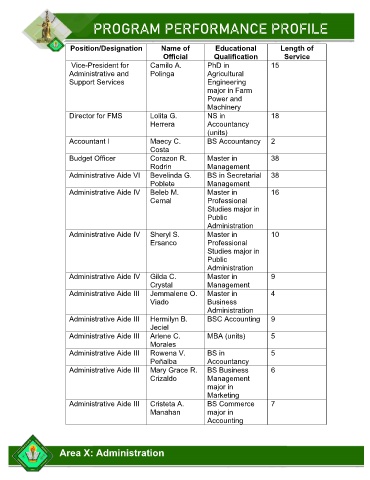 PROGRAM PERFORMANCE PROFILE
Position/Designation Name of Educational Length of
Official Qualification Service
Vice-President for Camilo A. PhD in 15
Administrative and Polinga Agricultural
Support Services Engineering
major in Farm
Power and
Machinery
Director for FMS Lolita G. NS in 18
Herrera Accountancy
(units)
Accountant I Maecy C. BS Accountancy 2
Costa
Budget Officer Corazon R. Master in 38
Rodrin Management
Administrative Aide VI Bevelinda G. BS in Secretarial 38
Poblete Management
Administrative Aide IV Beleb M. Master in 16
Cernal Professional
Studies major in
Public
Administration
Administrative Aide IV Sheryl S. Master in 10
Ersanco Professional
Studies major in
Public
Administration
Administrative Aide IV Gilda C. Master in 9
Crystal Management
Administrative Aide III Jemmalene O. Master in 4
Viado Business
Administration
Administrative Aide III Hermilyn B. BSC Accounting 9
Jeciel
Administrative Aide III Arlene C. MBA (units) 5
Morales
Administrative Aide III Rowena V. BS in 5
Peñalba Accountancy
Administrative Aide III Mary Grace R. BS Business 6
Crizaldo Management
major in
Marketing
Administrative Aide III Cristeta A. BS Commerce 7
Manahan major in
Accounting
Area X: Administration